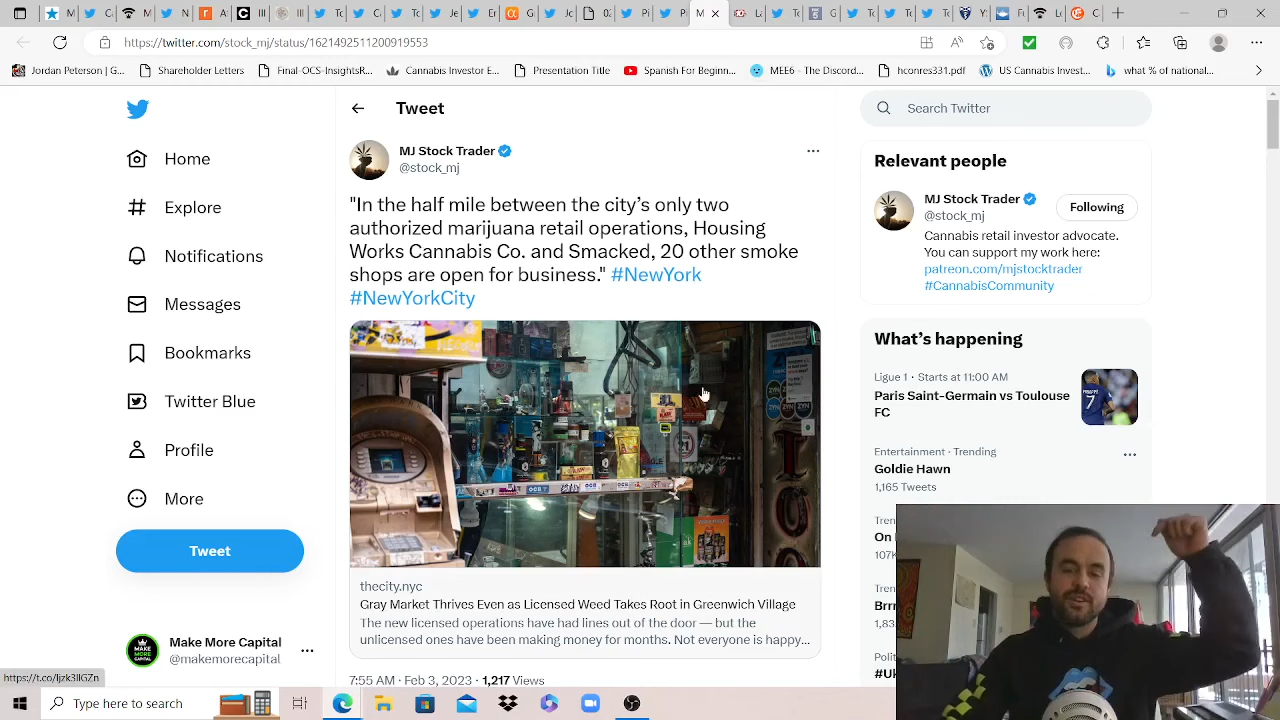 https://twitter.com/stock_mj/status/1621492511200919553
Jordan Peterson | G...
Shareholder Letters
Final-OCS-InsightsR...
Cannabis Investor F...
Presentation Title
Spanish For Beginn...
MEE6 - The Discord...
hconres331.pdf
US Cannabis Invest...
what % of national...
Home
Explore
Notifications
Messages
Bookmarks
Twitter Blue
Profile
More
Tweet
Make More Capital
@makemorecapital
Tweet
MJ Stock Trader
@stock_mj
"In the half mile between the city's only two
authorized marijuana retail operations, Housing
Works Cannabis Co. and Smacked, 20 other smoke
shops are open for business." #NewYork
#NewYorkCity
ZYN
ZYN
thecity.nyc
Gray Market Thrives Even as Licensed Weed Takes Root in Greenwich Village
The new licensed operations have had lines out of the door — but the
unlicensed ones have been making money for months. Not everyone is happy...
7:55 AM · Feb 3, 2023 · 1,217 Views
Search Twitter
Relevant people
MJ Stock Trader
@stock_mj
Following
Cannabis retail investor advocate.
You can support my work here:
patreon.com/mjstocktrader
#CannabisCommunity
What's happening
Ligue 1 · Starts at 11:00 AM
Paris Saint-Germain vs Toulouse
FC
Entertainment · Trending
Goldie Hawn
1,165 Tweets
Type here to search